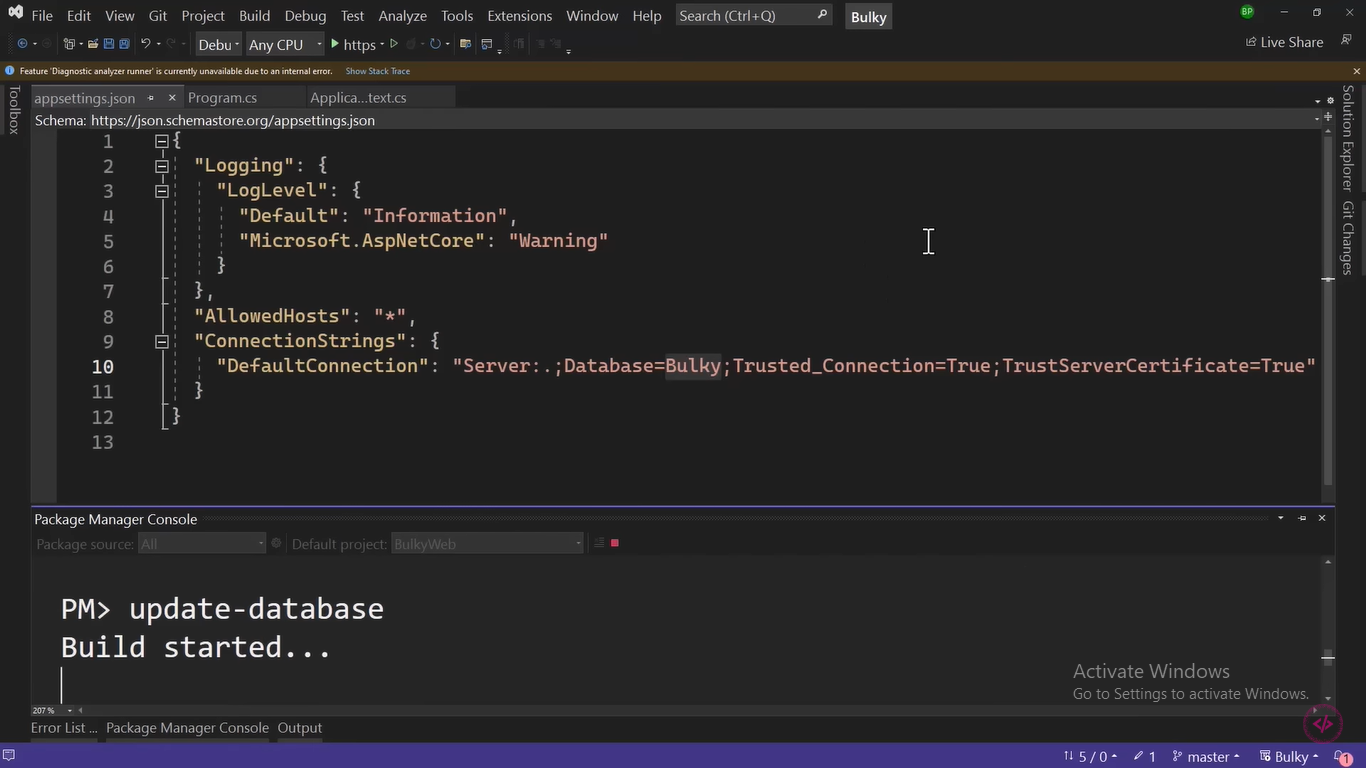 File Edit View Git Project Build Debug Test Analyze Tools Extensions Window Help Search (Ctrl+Q) Bulky BP
Debu Any CPU https Live Share
Feature 'Diagnostic analyzer runner' is currently unavailable due to an internal error. Show Stack Trace
Toolbox
appsettings.json Program.cs Applica...text.cs
Schema: https://json.schemastore.org/appsettings.json
1 {
2 "Logging": {
3 "LogLevel": {
4 "Default": "Information",
5 "Microsoft.AspNetCore": "Warning"
6 }
7 },
8 "AllowedHosts": "*",
9 "ConnectionStrings": {
10 "DefaultConnection": "Server:.;Database=Bulky;Trusted_Connection=True;TrustServerCertificate=True"
11 }
12 }
13
Solution Explorer
Git Changes
Package Manager Console
Package source: All Default project: BulkyWeb
PM> update-database
Build started...
Activate Windows
Go to Settings to activate Windows.
207 %
Error List ... Package Manager Console Output
5 / 0 1 master Bulky 1